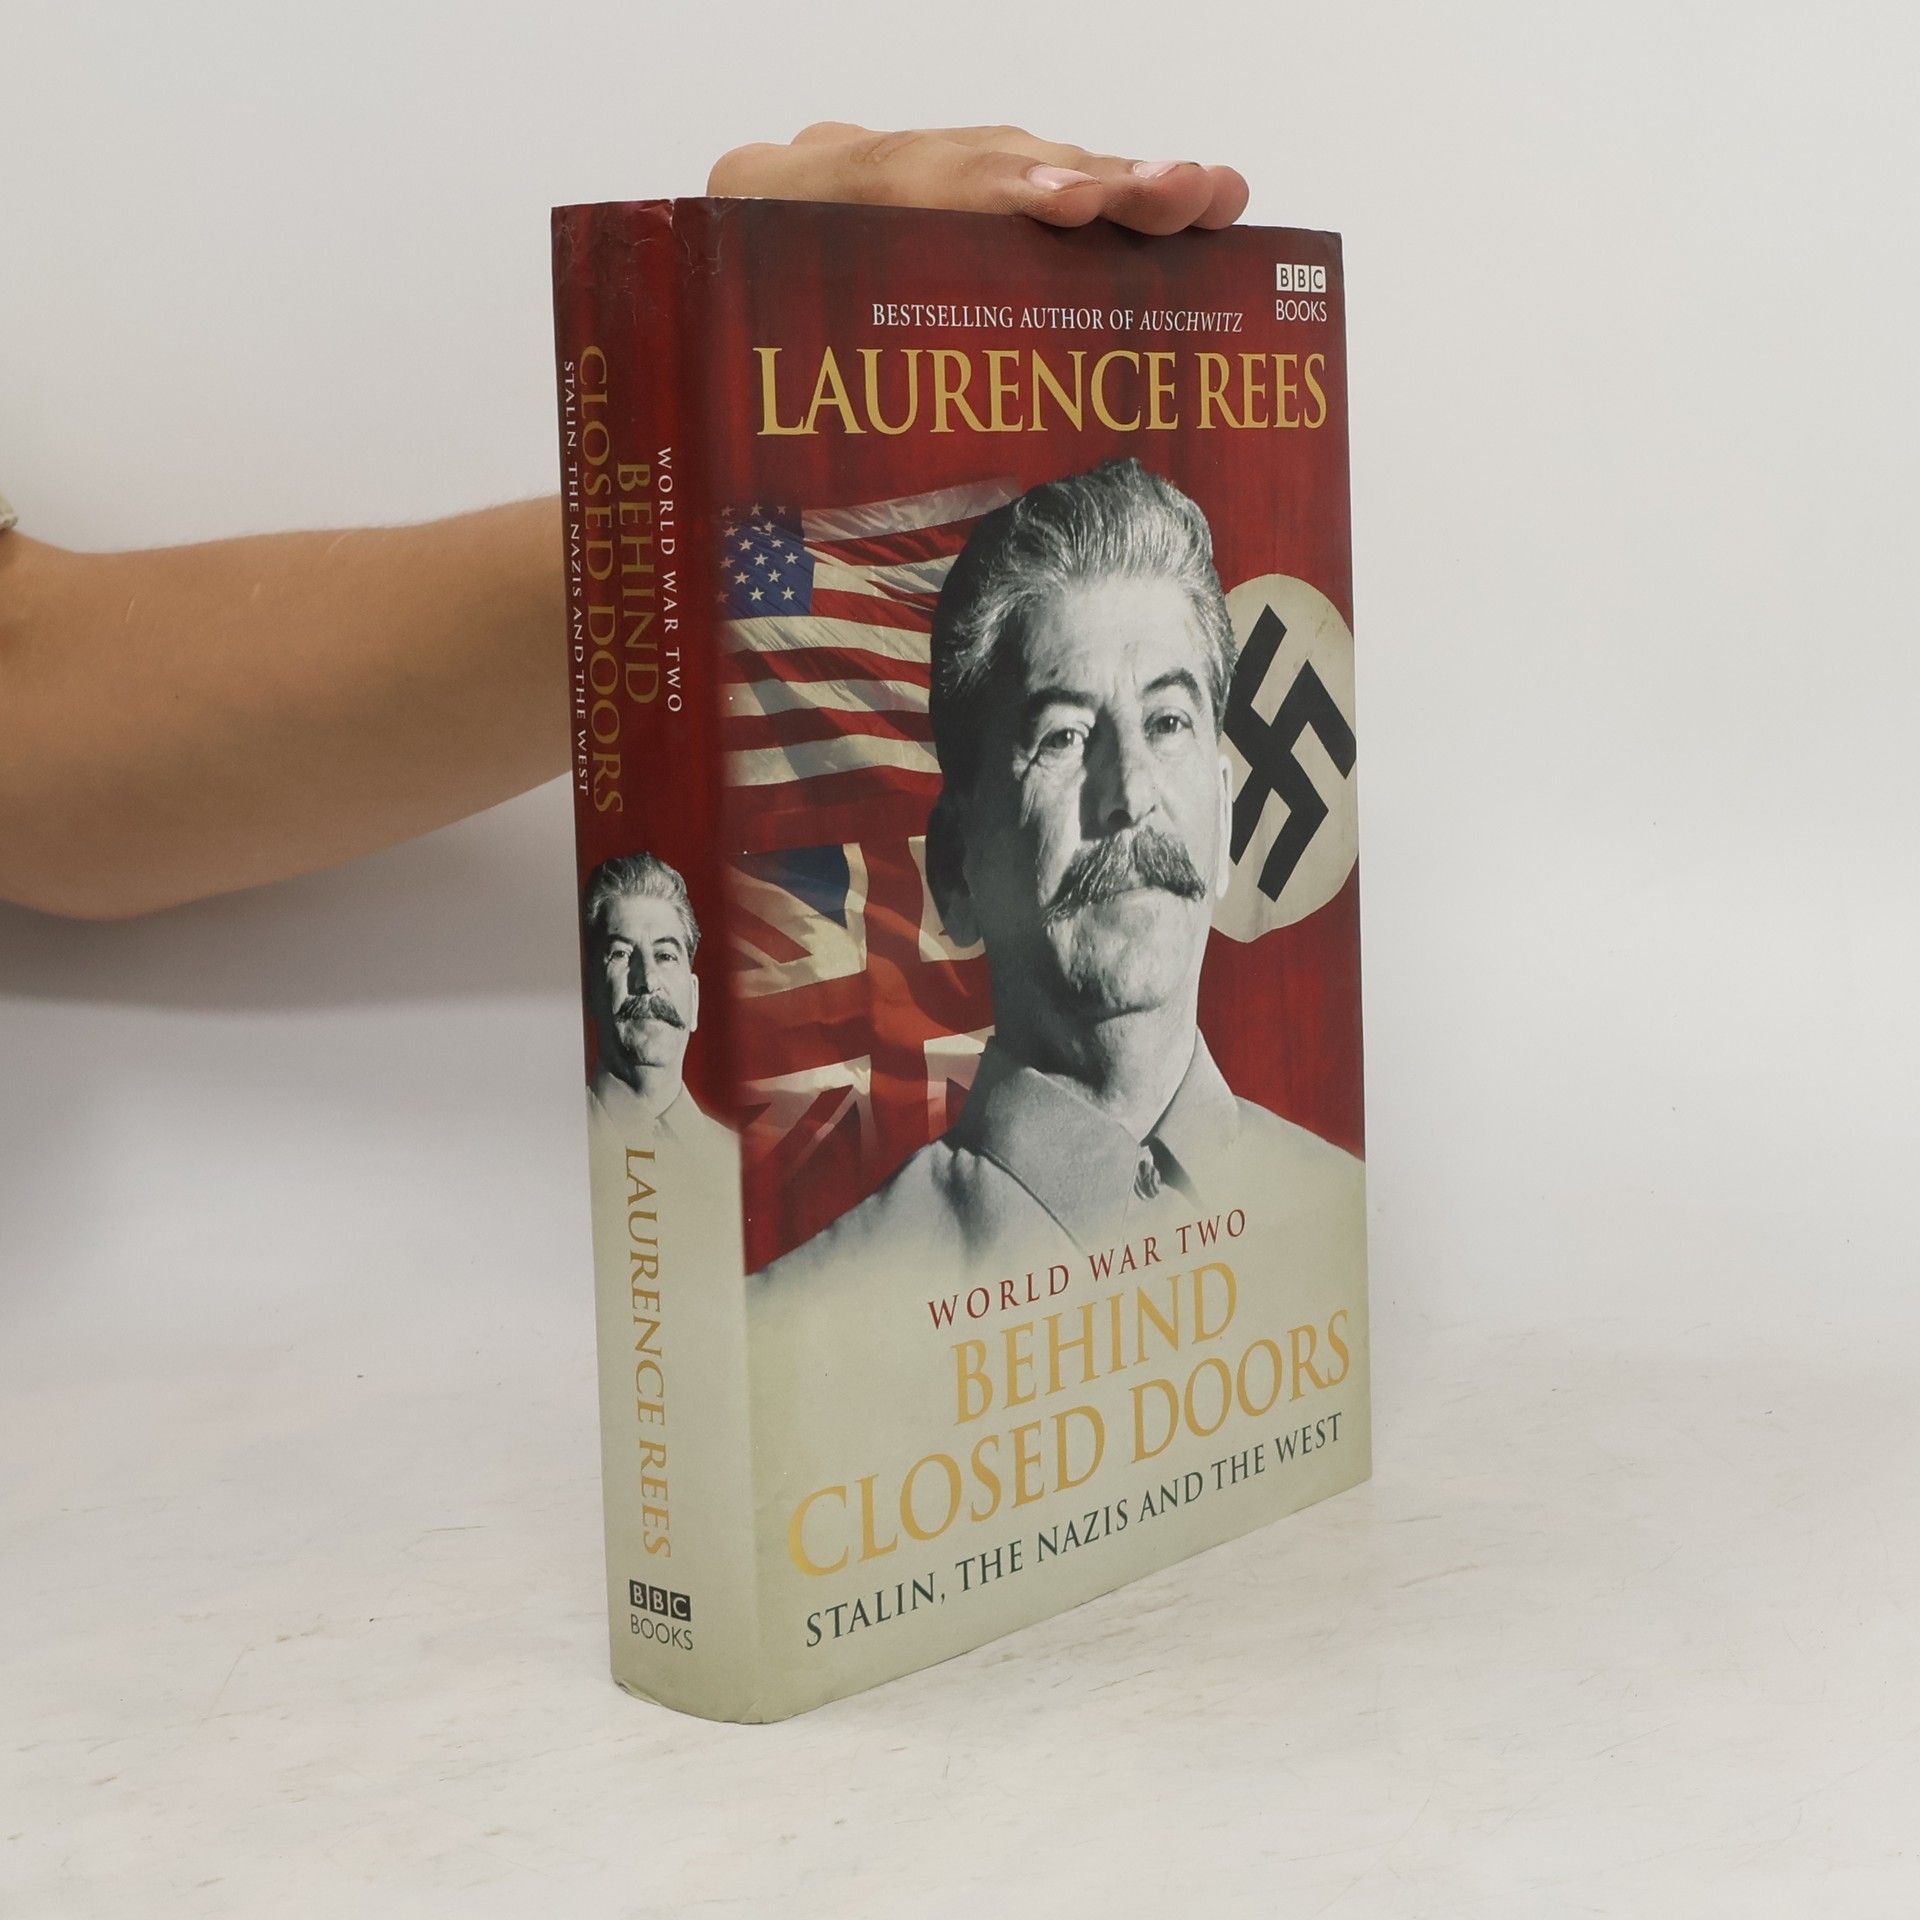 BBC
BOOKS
BESTSELLING AUTHOR OF AUSCHWITZ
LAURENCE REES
WORLD WAR TWO
BEHIND
CLOSED DOORS
STALIN, THE NAZIS AND THE WEST
WORLD WAR TWO
BEHIND
CLOSED DOORS
STALIN, THE NAZIS AND THE WEST
LAURENCE REES
BBC
BOOKS